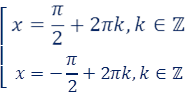 x = π/2 + 2πk, k ∈ ℤ
x = −π/2 + 2πk, k ∈ ℤ